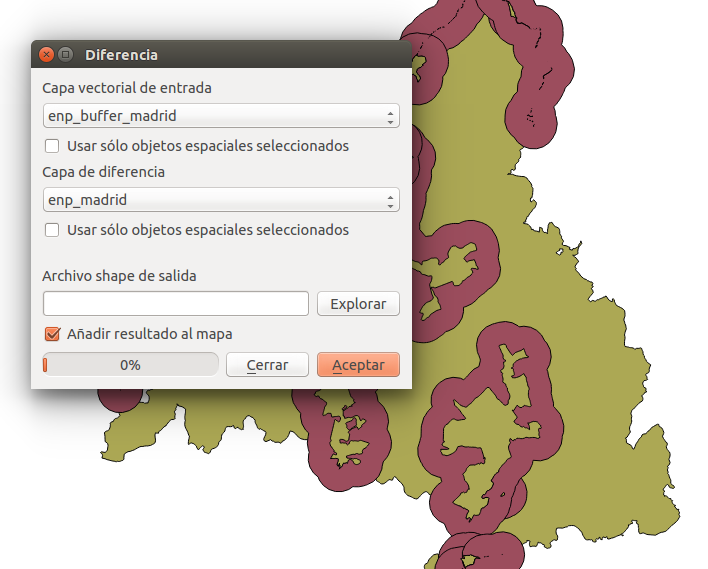 Diferencia
Capa vectorial de entrada
enp_buffer_madrid
Usar sólo objetos espaciales seleccionados
Capa de diferencia
enp_madrid
Usar sólo objetos espaciales seleccionados
Archivo shape de salida
Explorar
Añadir resultado al mapa
0%
Cerrar
Aceptar